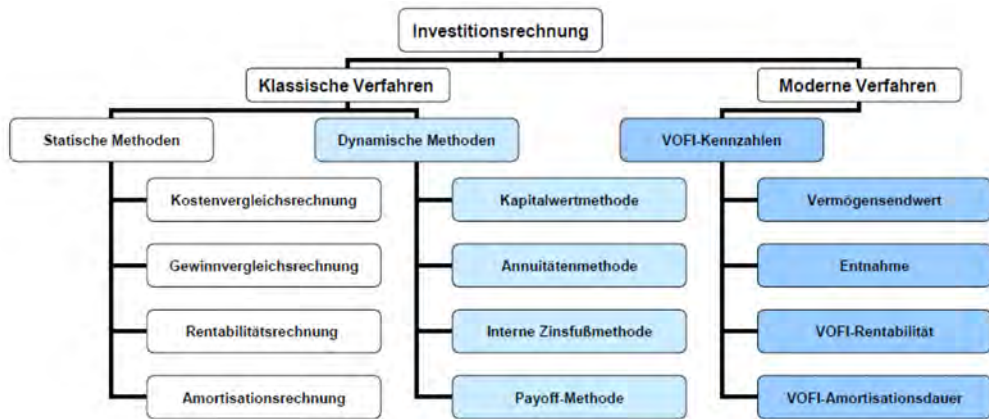 Investitionsrechnung
Klassische Verfahren
Moderne Verfahren
Statische Methoden
Dynamische Methoden
VOFI-Kennzahlen
Kostenvergleichsrechnung
Kapitalwertmethode
Vermögensendwert
Gewinnvergleichsrechnung
Annuitätenmethode
Entnahme
Rentabilitätsrechnung
Interne Zinsfußmethode
VOFI-Rentabilität
Amortisationsrechnung
Payoff-Methode
VOFI-Amortisationsdauer